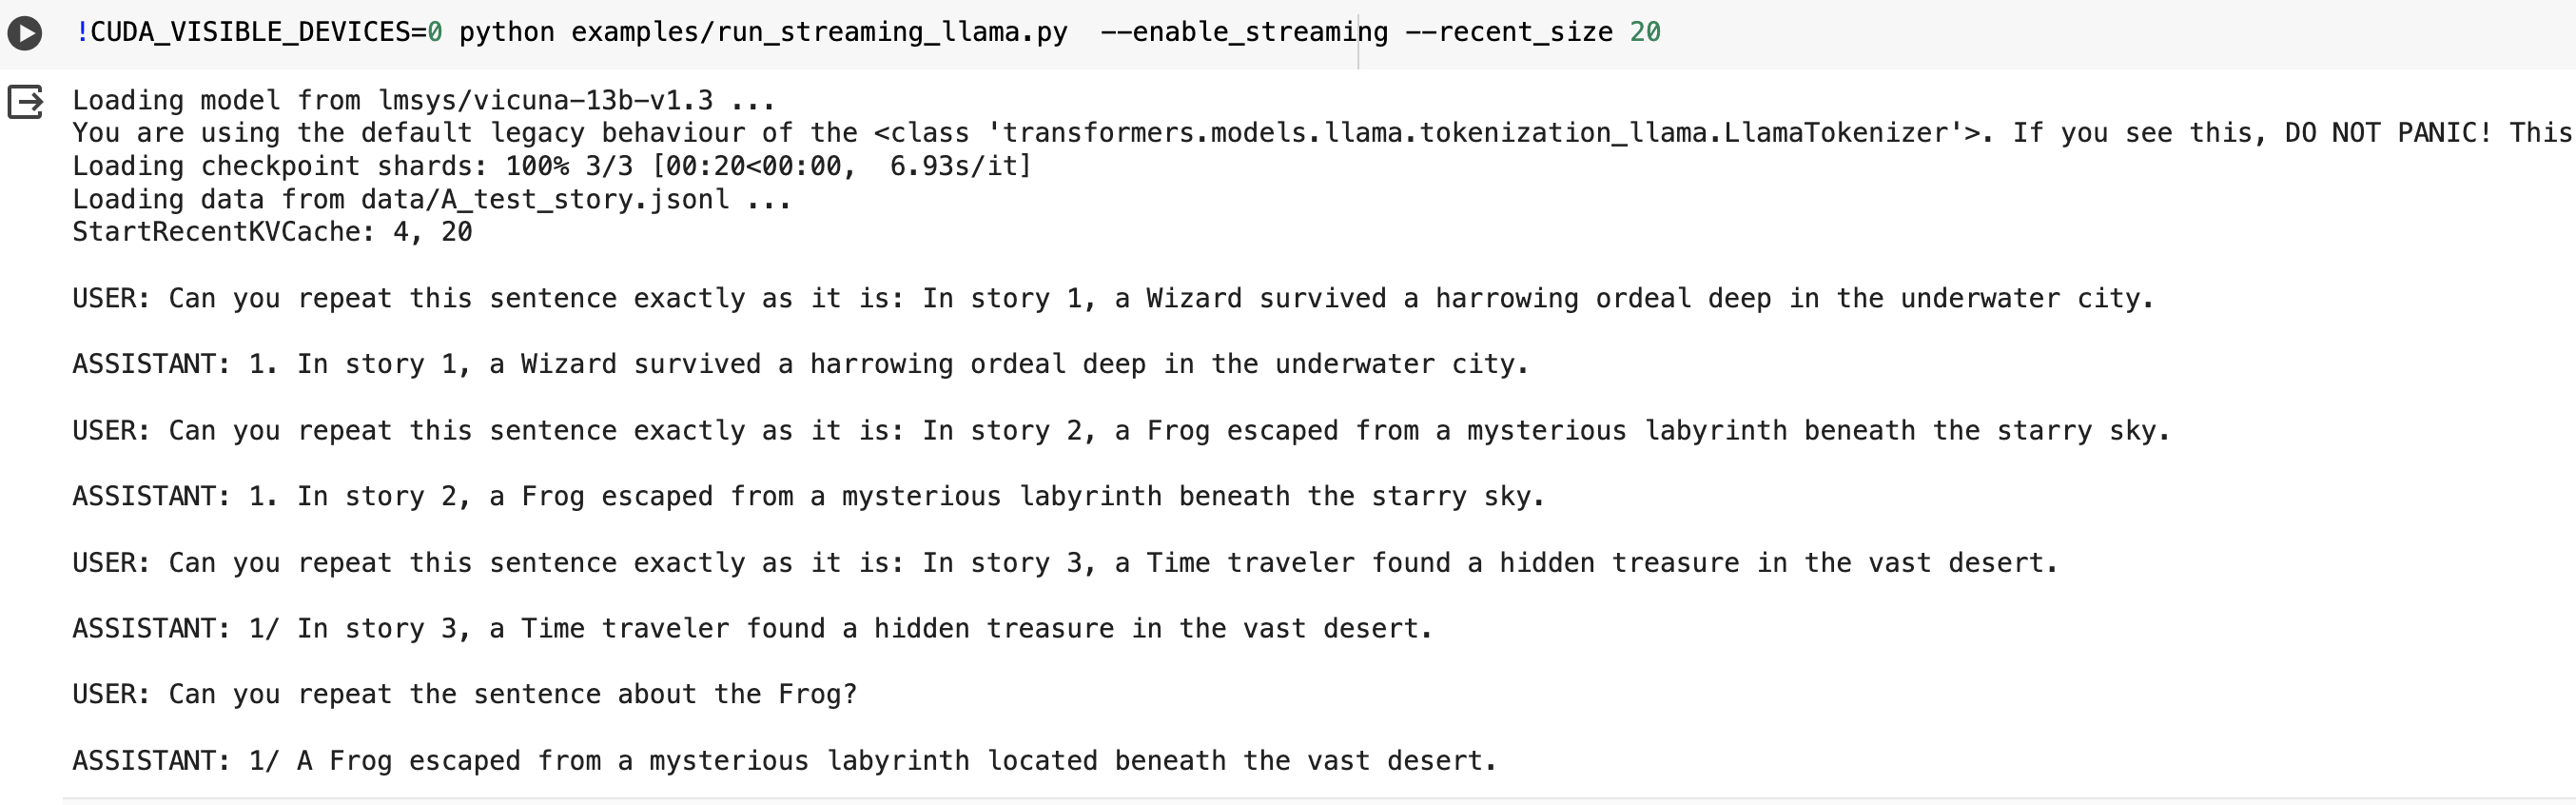 !CUDA_VISIBLE_DEVICES=0 python examples/run_streaming_llama.py  --enable_streaming --recent_size 20
Loading model from lmsys/vicuna-13b-v1.3 ...
You are using the default legacy behaviour of the <class 'transformers.models.llama.tokenization_llama.LlamaTokenizer'>. If you see this, DO NOT PANIC! This
Loading checkpoint shards: 100% 3/3 [00:20<00:00,  6.93s/it]
Loading data from data/A_test_story.jsonl ...
StartRecentKVCache: 4, 20
USER: Can you repeat this sentence exactly as it is: In story 1, a Wizard survived a harrowing ordeal deep in the underwater city.
ASSISTANT: 1. In story 1, a Wizard survived a harrowing ordeal deep in the underwater city.
USER: Can you repeat this sentence exactly as it is: In story 2, a Frog escaped from a mysterious labyrinth beneath the starry sky.
ASSISTANT: 1. In story 2, a Frog escaped from a mysterious labyrinth beneath the starry sky.
USER: Can you repeat this sentence exactly as it is: In story 3, a Time traveler found a hidden treasure in the vast desert.
ASSISTANT: 1/ In story 3, a Time traveler found a hidden treasure in the vast desert.
USER: Can you repeat the sentence about the Frog?
ASSISTANT: 1/ A Frog escaped from a mysterious labyrinth located beneath the vast desert.